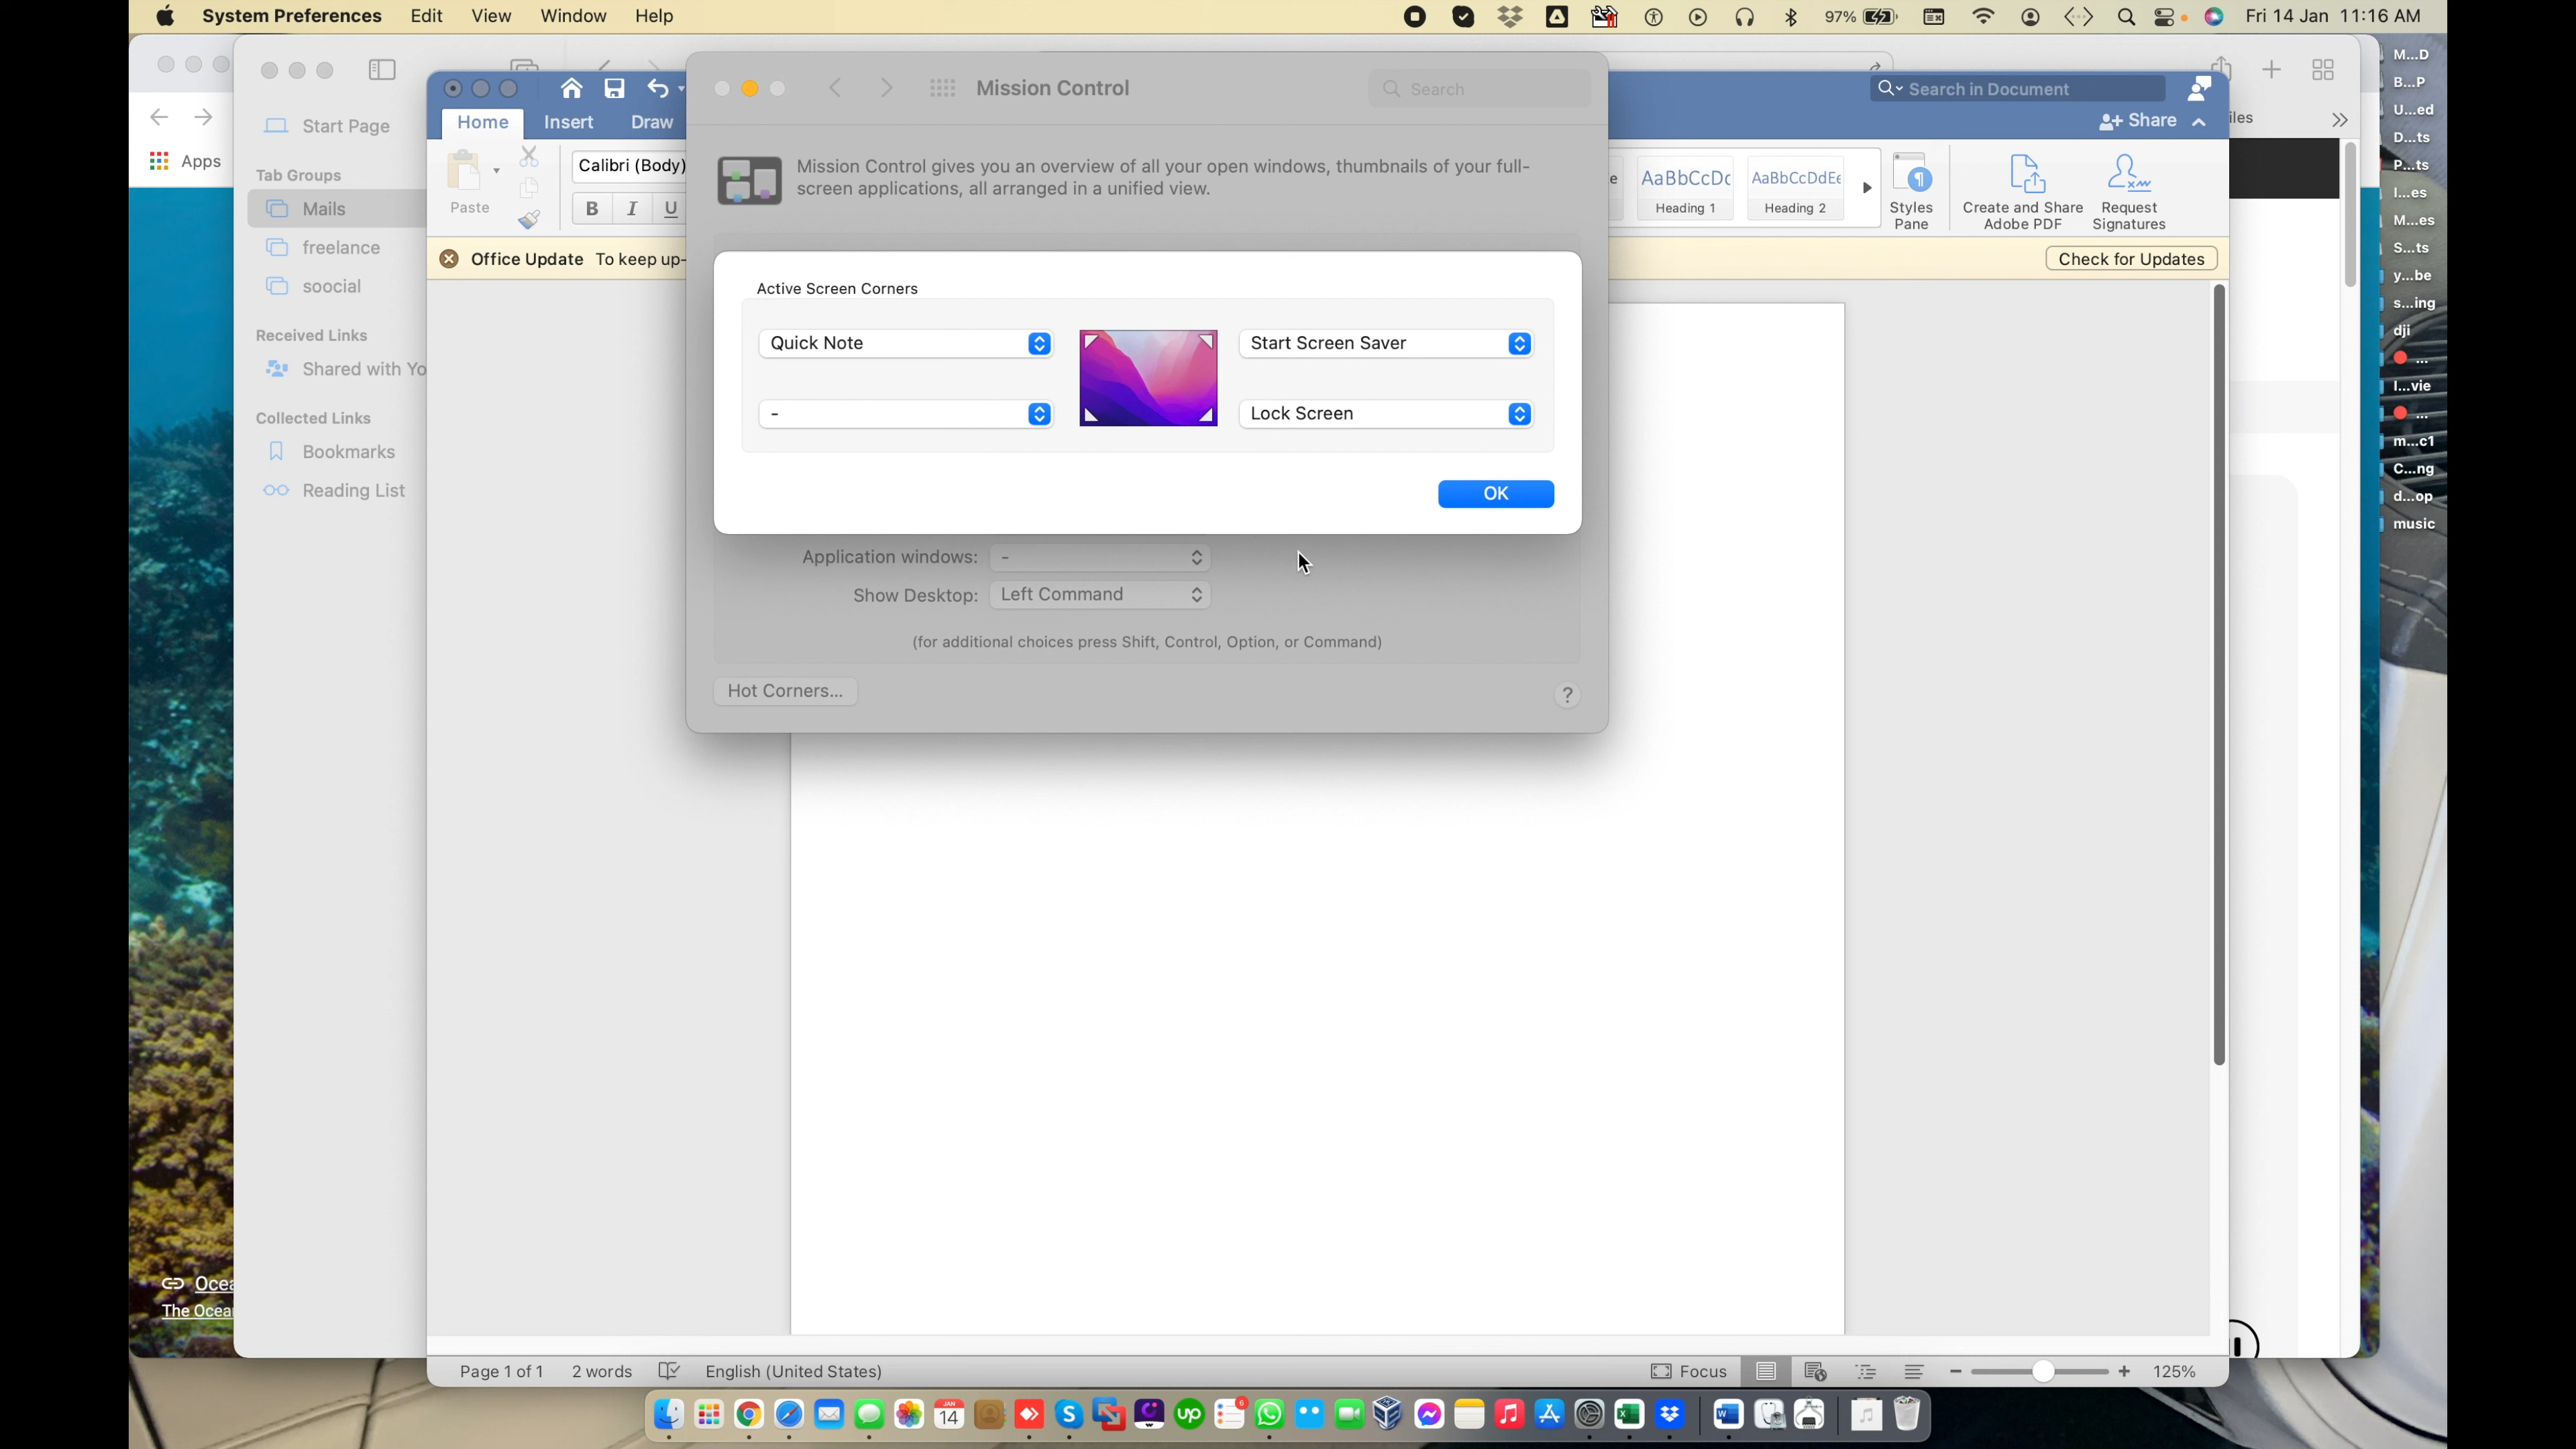 System Preferences Edit View Window Help
97% Fri 14 Jan 11:16 AM
Mission Control
Search
Search in Document
Start Page
Home Insert Draw
Share
iles
Apps
Tab Groups
Mails
freelance
soocial
Received Links
Shared with Yo
Collected Links
Bookmarks
Reading List
Paste
Calibri (Body)
B I U
Mission Control gives you an overview of all your open windows, thumbnails of your full-
screen applications, all arranged in a unified view.
e
AaBbCcDc
Heading 1
AaBbCcDdEe
Heading 2
Styles
Pane
Create and Share
Adobe PDF
Request
Signatures
Office Update To keep up-
Check for Updates
Active Screen Corners
Quick Note
Start Screen Saver
-
Lock Screen
OK
Application windows: -
Show Desktop: Left Command
(for additional choices press Shift, Control, Option, or Command)
Hot Corners...
?
M...D
B...P
U...ed
D...ts
P...ts
I...es
M...es
S...ts
y...be
s...ing
dji
...
I...vie
...
m...c1
C...ng
d...op
music
Ocea
The Ocea
Page 1 of 1 2 words English (United States)
Focus
125%
JAN
14
up
6